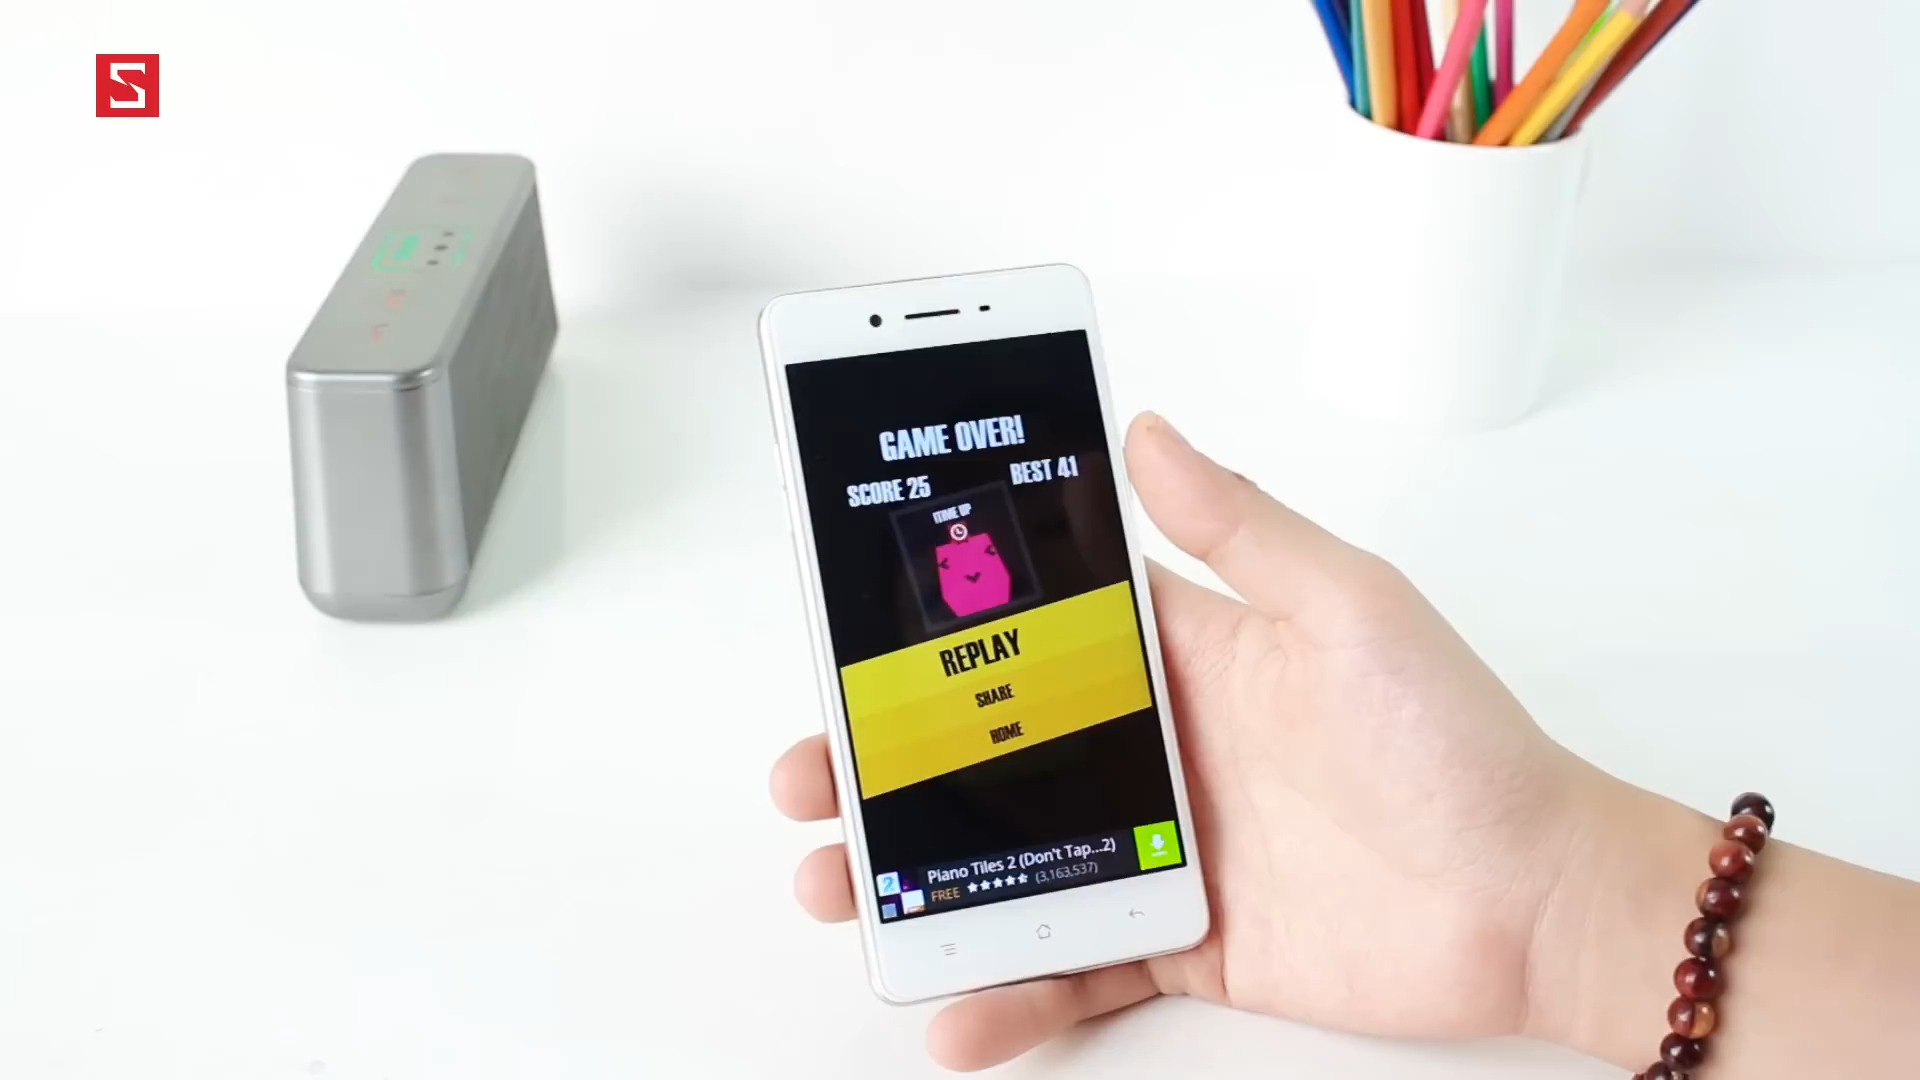 S
GAME OVER!
SCORE 25
BEST 41
TIME UP
REPLAY
SHARE
HOME
2
Piano Tiles 2 (Don't Tap...2)
FREE ★★★★★ (3,163,537)